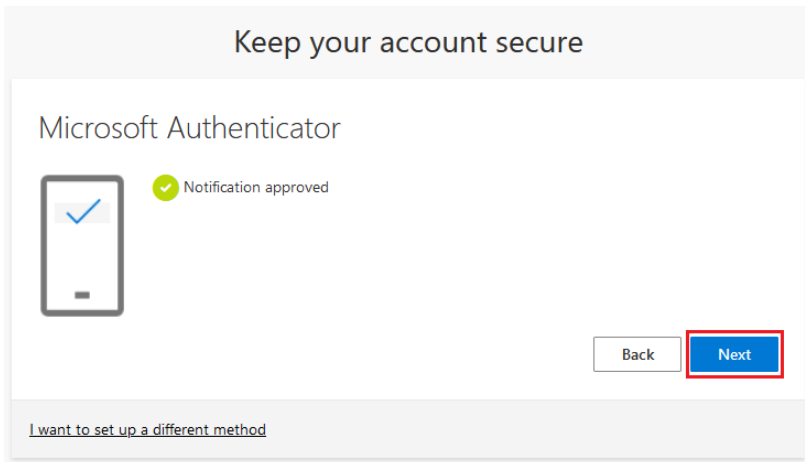 Keep your account secure
Microsoft Authenticator
Notification approved
Back Next
I want to set up a different method